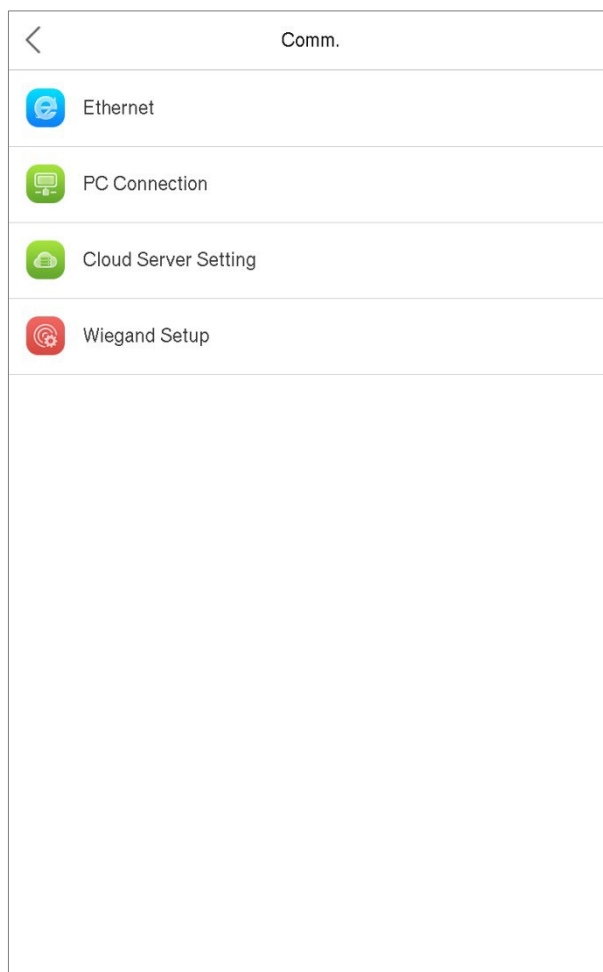 Comm.
Ethernet
PC Connection
Cloud Server Setting
Wiegand Setup